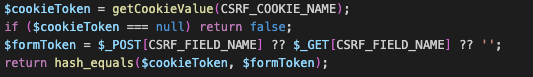 $cookieToken = getCookieValue(CSRF_COOKIE_NAME);
if ($cookieToken === null) return false;
$formToken = $_POST[CSRF_FIELD_NAME] ?? $_GET[CSRF_FIELD_NAME] ?? '';
return hash_equals($cookieToken, $formToken);